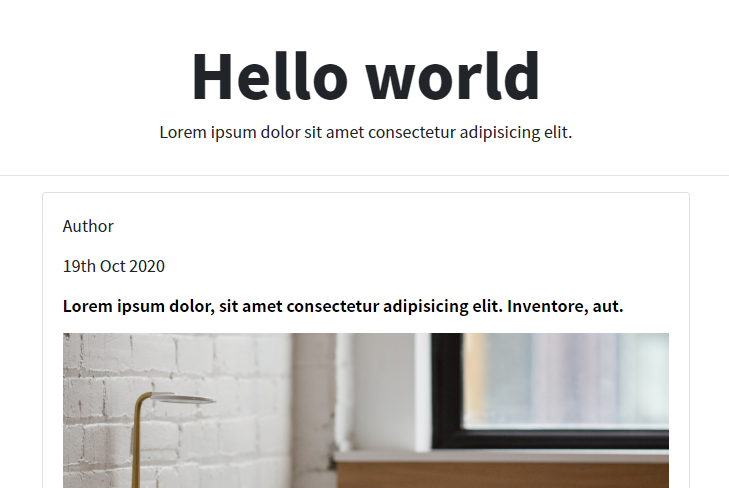 Hello world
Lorem ipsum dolor sit amet consectetur adipisicing elit.
Author
19th Oct 2020
Lorem ipsum dolor, sit amet consectetur adipisicing elit. Inventore, aut.